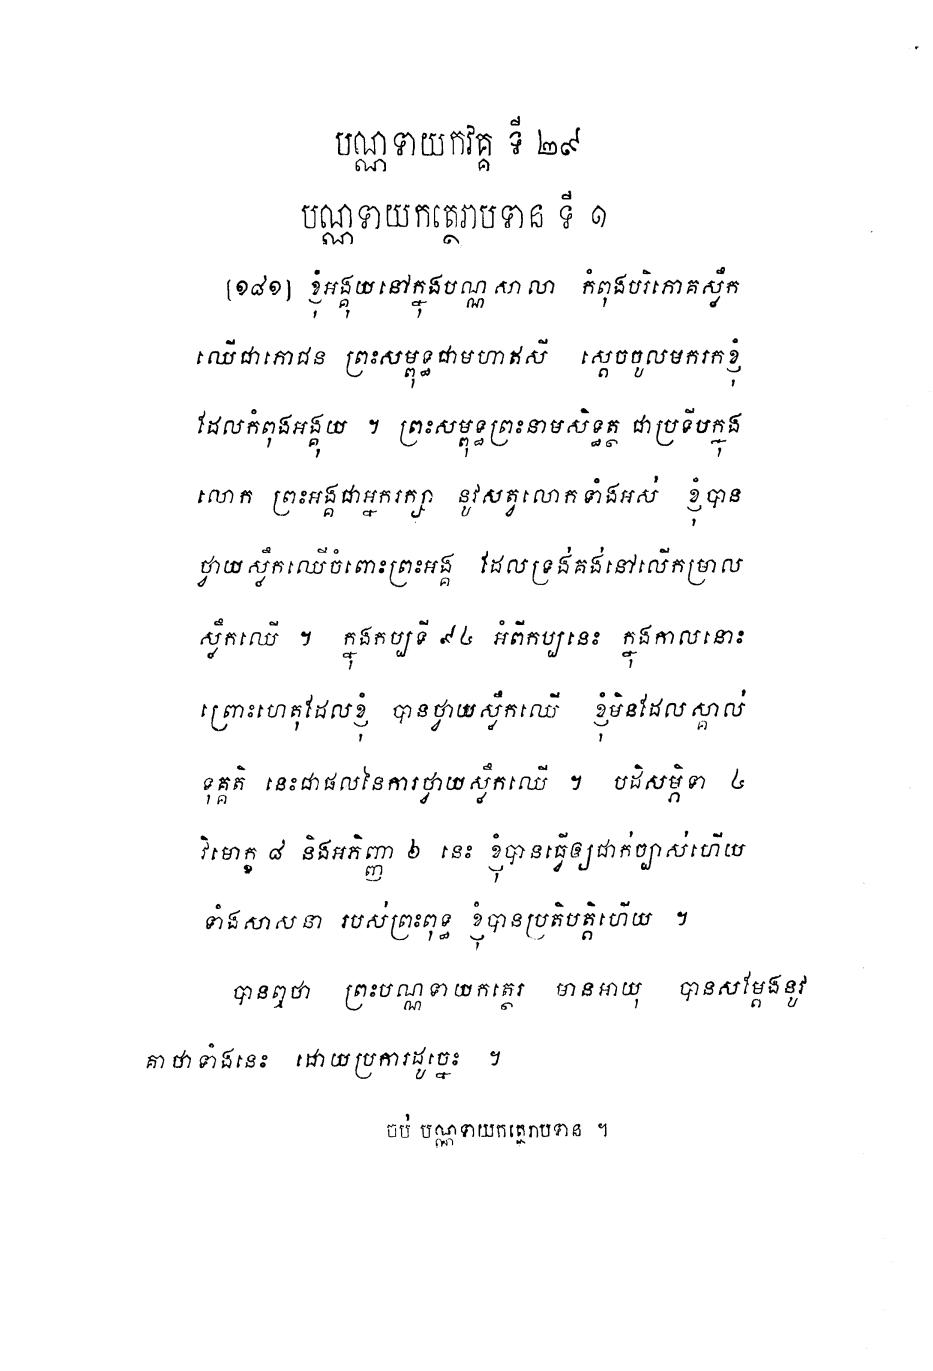 បណ្ណទាយកវគ្គ ទី ២៩
បណ្ណទាយកត្ថេរាបទាន ទី ១
(១៨១) ខ្ញុំអង្គុយនៅក្នុងបណ្ណសាលា កំពុងបរិភោគស្លឹក
ឈើជាភោជន ព្រះសម្ពុទ្ធជាមហាឥសី ស្តេចចូលមករកខ្ញុំ
ដែលកំពុងអង្គុយ ។ ព្រះសម្ពុទ្ធព្រះនាមសិទ្ធត្ថ ជាប្រទីបក្នុង
លោក ព្រះអង្គជាអ្នករក្សា នូវសត្វលោកទាំងអស់ ខ្ញុំបាន
ថ្វាយស្លឹកឈើចំពោះព្រះអង្គ ដែលទ្រង់គង់នៅលើកម្រាល
ស្លឹកឈើ ។ ក្នុងកប្បទី ៩៤ អំពីកប្បនេះ ក្នុងកាលនោះ
ព្រោះហេតុដែលខ្ញុំ បានថ្វាយស្លឹកឈើ ខ្ញុំមិនដែលស្គាល់
ទុគ្គតិ នេះជាផលនៃការថ្វាយស្លឹកឈើ ។ បដិសម្ភិទា ៤
វិមោក្ខ ៨ និងអភិញ្ញា ៦ នេះ ខ្ញុំបានធ្វើឲ្យជាក់ច្បាស់ហើយ
ទាំងសាសនា របស់ព្រះពុទ្ធ ខ្ញុំបានប្រតិបត្តិហើយ ។
បានឮថា ព្រះបណ្ណទាយកត្ថេរ មានអាយុ បានសម្តែងនូវ
គាថាទាំងនេះ ដោយប្រការដូច្នេះ ។
ចប់ បណ្ណទាយកត្ថេរាបទាន ។